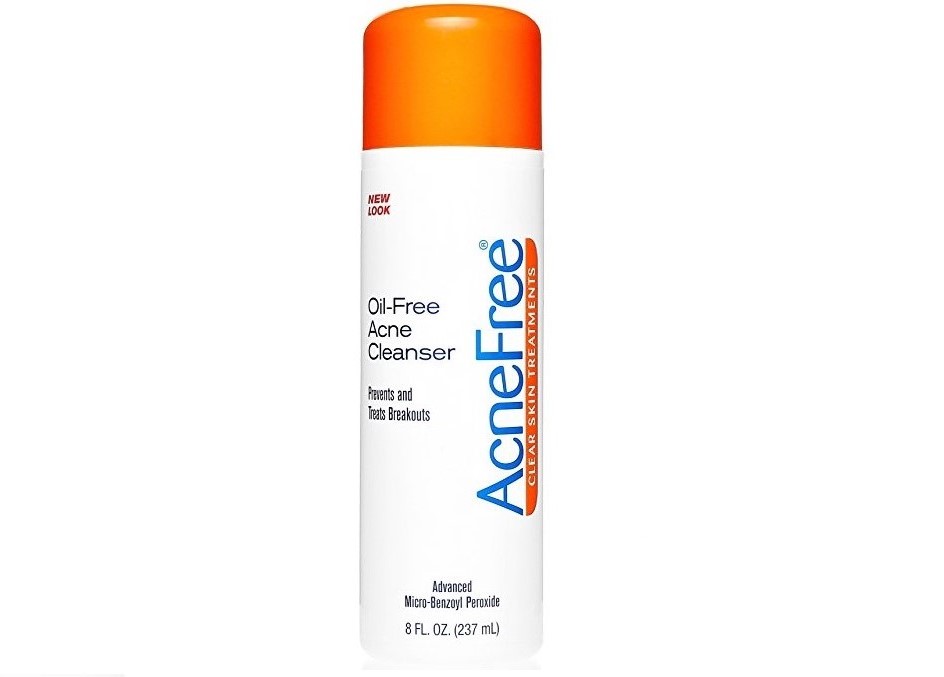 NEW
LOOK
Oil-Free
Acne
Cleanser
Prevents and
Treats Breakouts
AcneFree®
CLEAR SKIN TREATMENTS
Advanced
Micro-Benzoyl Peroxide
8 FL. OZ. (237 mL)